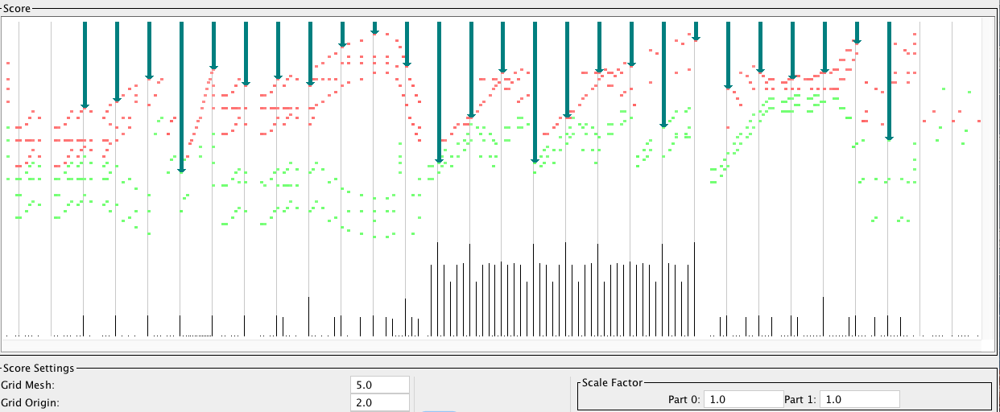 Score
Score Settings
Grid Mesh: 5.0
Grid Origin: 2.0
Scale Factor
Part 0: 1.0 Part 1: 1.0